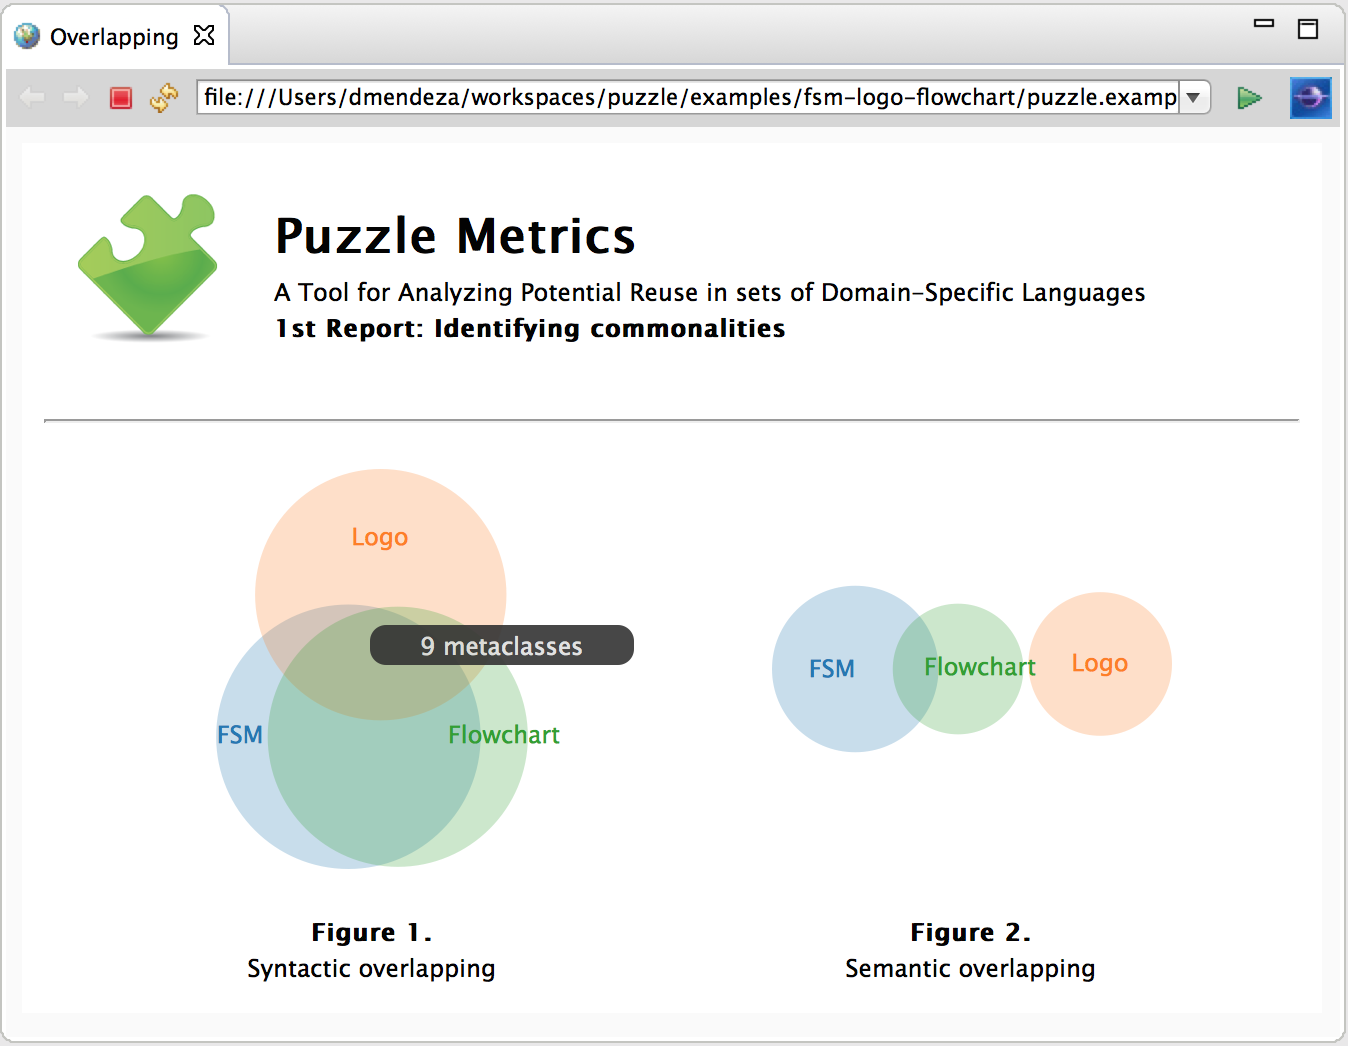 Overlapping
file:///Users/dmendeza/workspaces/puzzle/examples/fsm-logo-flowchart/puzzle.examp
Puzzle Metrics
A Tool for Analyzing Potential Reuse in sets of Domain-Specific Languages
1st Report: Identifying commonalities
Logo
9 metaclasses
FSM
Flowchart
FSM
Flowchart
Logo
Figure 1.
Syntactic overlapping
Figure 2.
Semantic overlapping